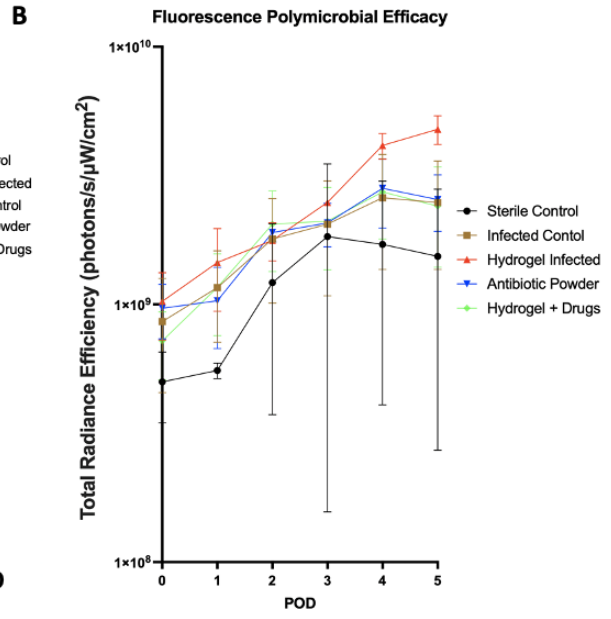 B
Fluorescence Polymicrobial Efficacy
1×10¹⁰
1×10⁹
1×10⁸
Total Radiance Efficiency (photons/s/µW/cm²)
0 1 2 3 4 5
POD
Sterile Control
Infected Contol
Hydrogel Infected
Antibiotic Powder
Hydrogel + Drugs
rol
ected
ntrol
wder
Drugs